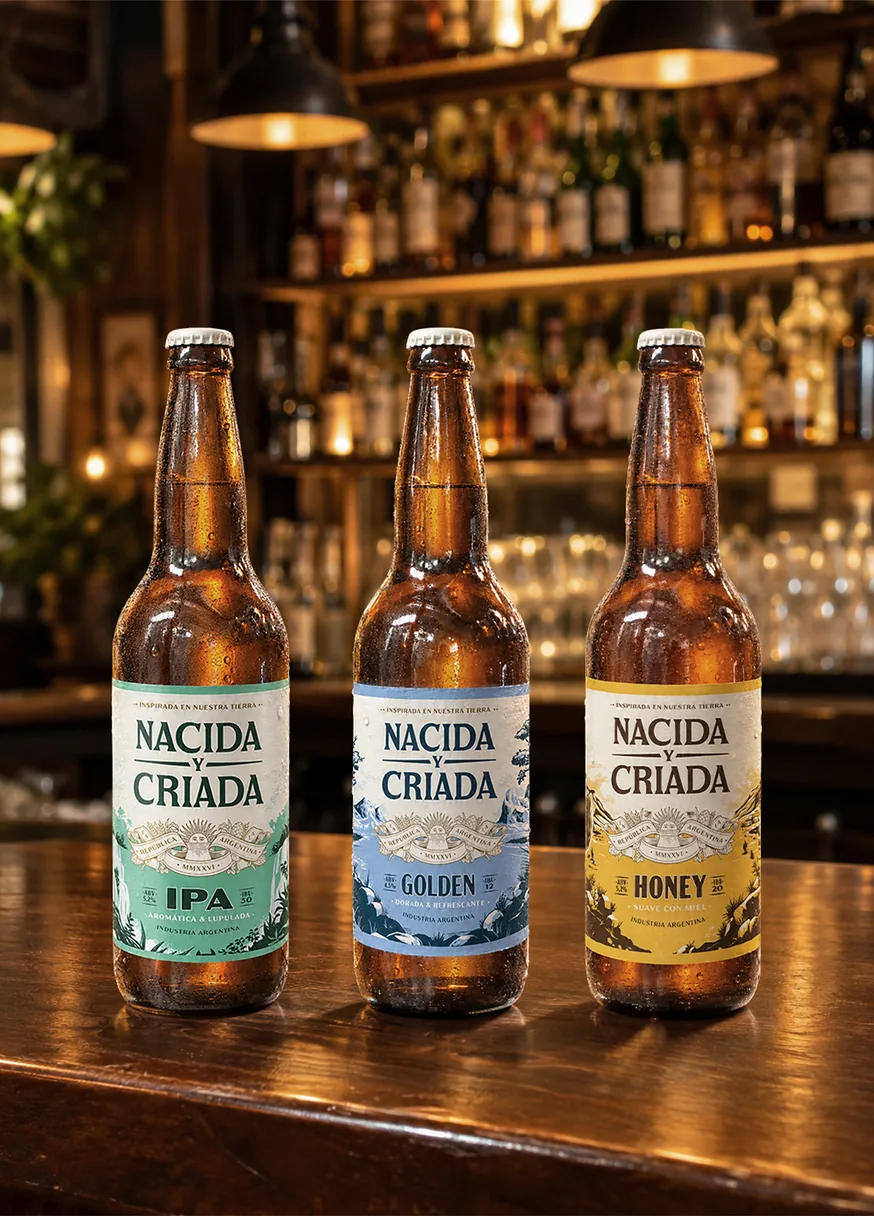 INSPIRADA EN NUESTRA TIERRA
NACIDA
Y
CRIADA
REPÚBLICA ARGENTINA
MMXXVI
ABV 5,2%
IPA
IBU 30
AROMÁTICA & LUPULADA
INDUSTRIA ARGENTINA
INSPIRADA EN NUESTRA TIERRA
NACIDA
Y
CRIADA
REPÚBLICA ARGENTINA
MMXXVI
ABV 4,5%
GOLDEN
IBU 12
DORADA & REFRESCANTE
INDUSTRIA ARGENTINA
INSPIRADA EN NUESTRA TIERRA
NACIDA
Y
CRIADA
REPÚBLICA ARGENTINA
MMXXVI
ABV 5,2%
HONEY
20
SUAVE CON MIEL
INDUSTRIA ARGENTINA